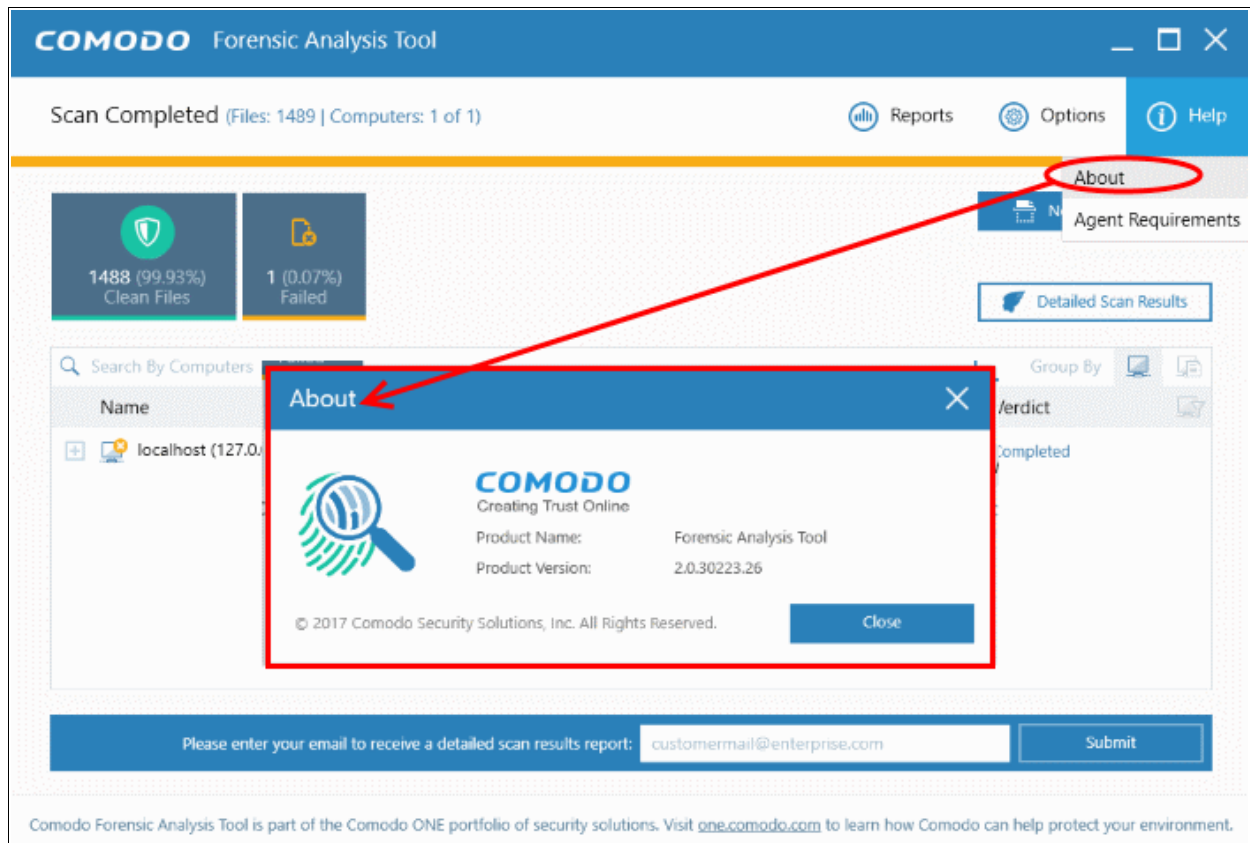 COMODO Forensic Analysis Tool
Scan Completed (Files: 1489 | Computers: 1 of 1)
Reports
Options
Help
About
Agent Requirements
1488 (99.93%)
Clean Files
1 (0.07%)
Failed
Detailed Scan Results
Search By Computers
Group By
Name
localhost (127.0.
Completed
About
COMODO
Creating Trust Online
Product Name: Forensic Analysis Tool
Product Version: 2.0.30223.26
© 2017 Comodo Security Solutions, Inc. All Rights Reserved.
Close
Please enter your email to receive a detailed scan results report: customermail@enterprise.com Submit
Comodo Forensic Analysis Tool is part of the Comodo ONE portfolio of security solutions. Visit one.comodo.com to learn how Comodo can help protect your environment.